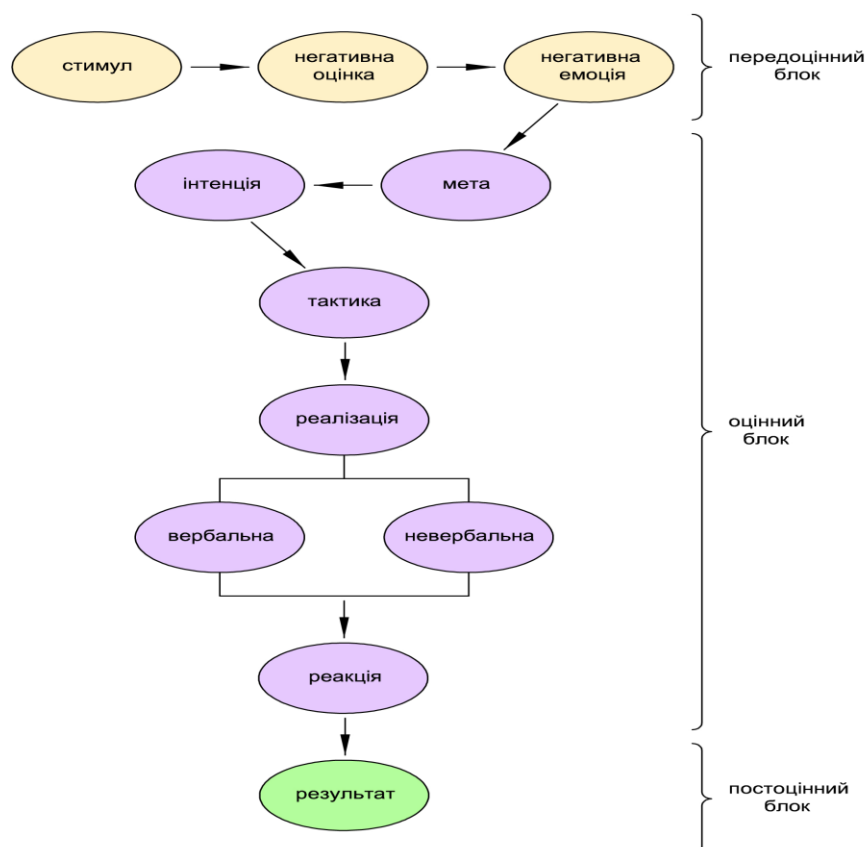 стимул
негативна
оцінка
негативна
емоція
передоцінний
блок
інтенція
мета
тактика
реалізація
оцінний
блок
вербальна
невербальна
реакція
результат
постоцінний
блок